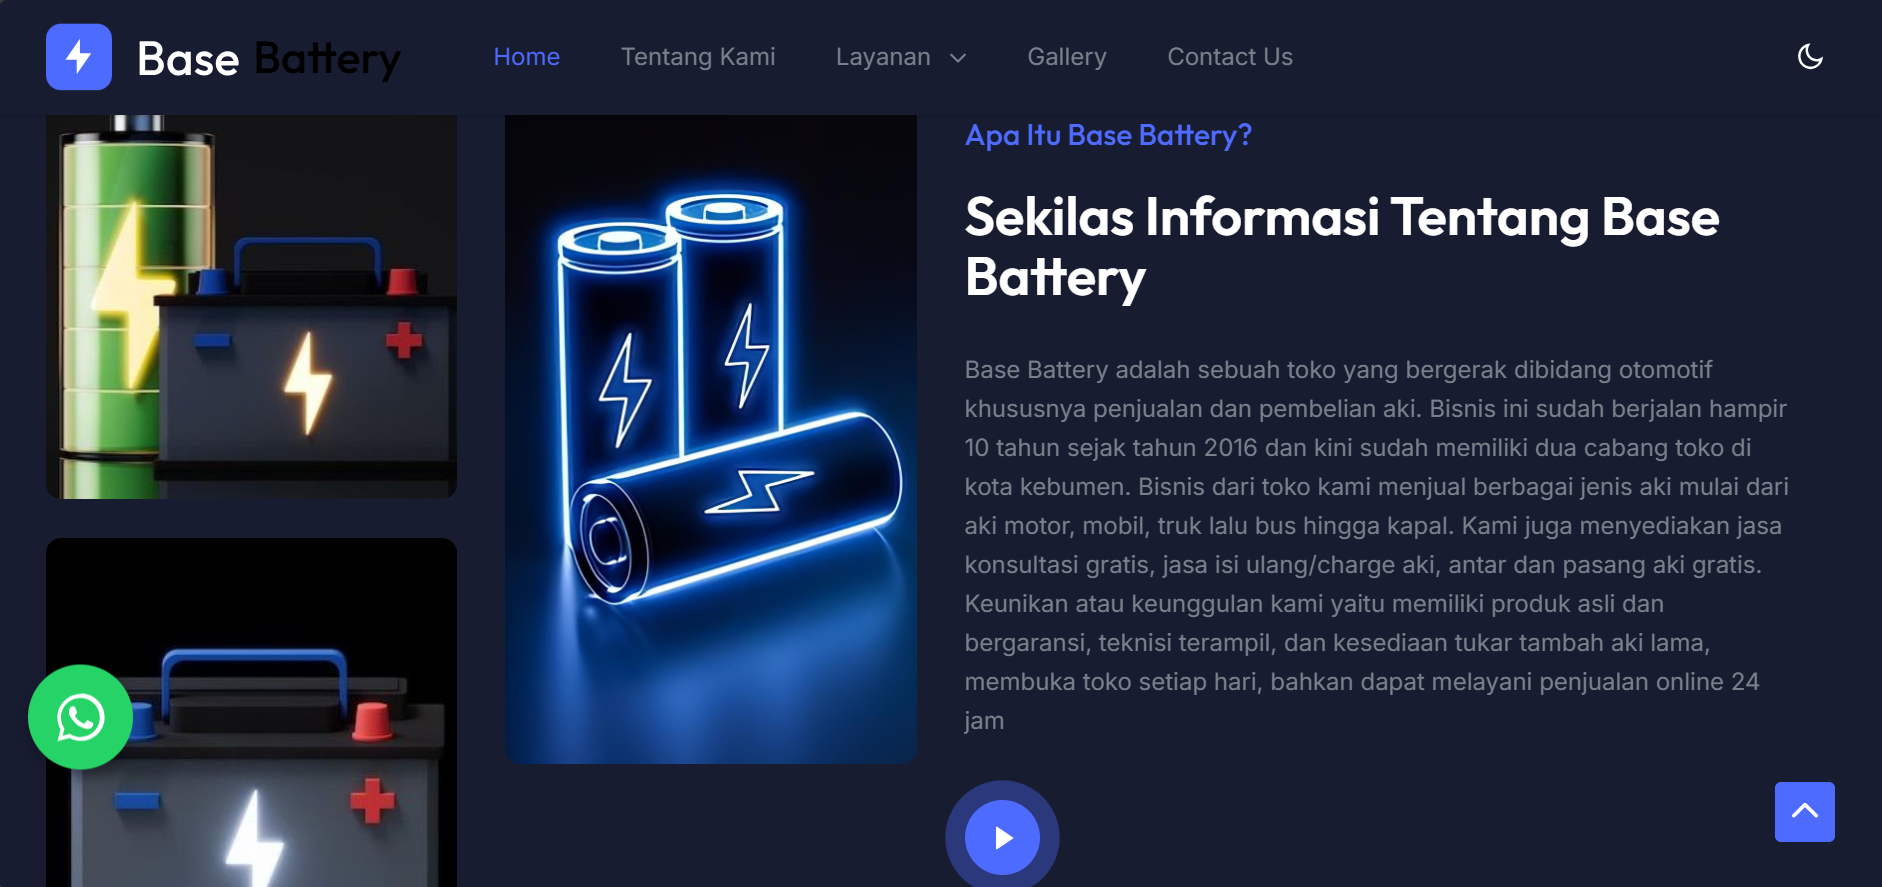 Base Battery
Home
Tentang Kami
Layanan
Gallery
Contact Us
Apa Itu Base Battery?
Sekilas Informasi Tentang Base
Battery
Base Battery adalah sebuah toko yang bergerak dibidang otomotif
khususnya penjualan dan pembelian aki. Bisnis ini sudah berjalan hampir
10 tahun sejak tahun 2016 dan kini sudah memiliki dua cabang toko di
kota kebumen. Bisnis dari toko kami menjual berbagai jenis aki mulai dari
aki motor, mobil, truk lalu bus hingga kapal. Kami juga menyediakan jasa
konsultasi gratis, jasa isi ulang/charge aki, antar dan pasang aki gratis.
Keunikan atau keunggulan kami yaitu memiliki produk asli dan
bergaransi, teknisi terampil, dan kesediaan tukar tambah aki lama,
membuka toko setiap hari, bahkan dapat melayani penjualan online 24
jam